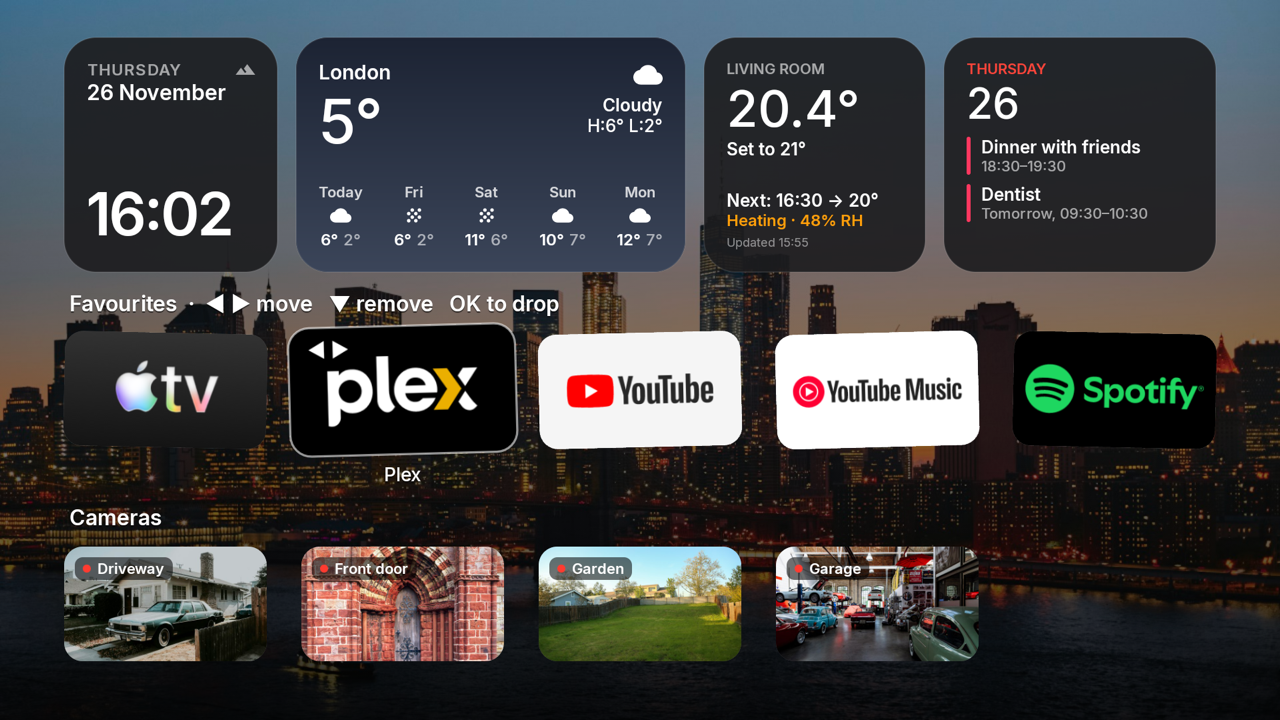 THURSDAY
26 November
16:02
London
5°
Cloudy
H:6° L:2°
Today Fri Sat Sun Mon
6° 2° 6° 2° 11° 6° 10° 7° 12° 7°
LIVING ROOM
20.4°
Set to 21°
Next: 16:30 → 20°
Heating · 48% RH
Updated 15:55
THURSDAY
26
Dinner with friends
18:30–19:30
Dentist
Tomorrow, 09:30–10:30
Favourites · ◀ ▶ move ▼ remove OK to drop
tv
plex
YouTube
YouTube Music
Spotify
Plex
Cameras
Driveway
Front door
Garden
Garage